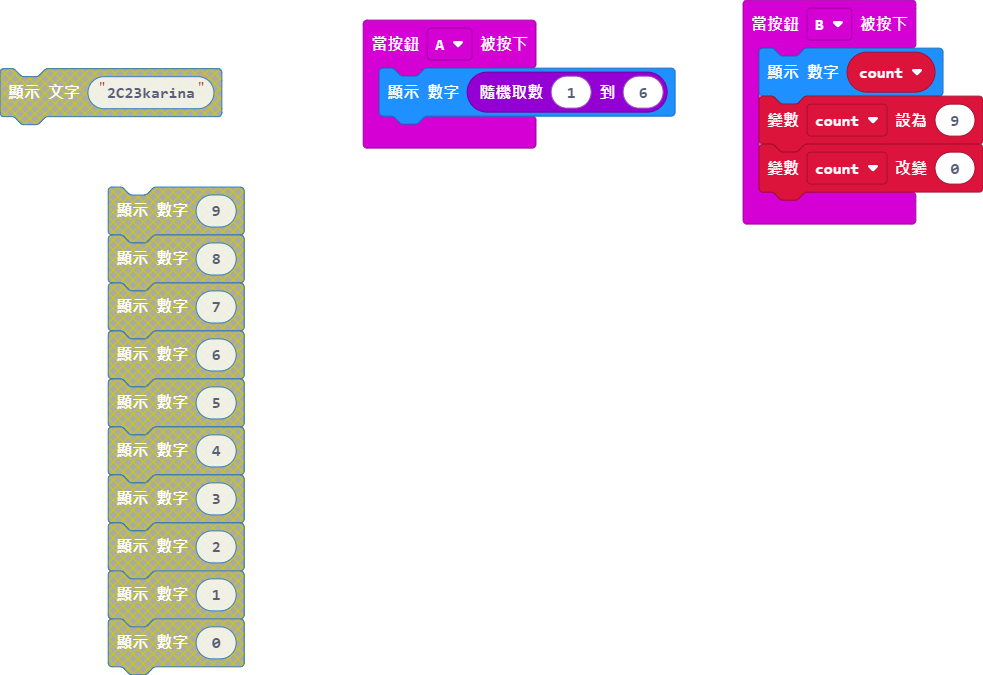 顯示 文字 "2C23karina"
當按鈕 A 被按下
顯示 數字 隨機取數 1 到 6
當按鈕 B 被按下
顯示 數字 count
變數 count 設為 9
變數 count 改變 0
顯示 數字 9
顯示 數字 8
顯示 數字 7
顯示 數字 6
顯示 數字 5
顯示 數字 4
顯示 數字 3
顯示 數字 2
顯示 數字 1
顯示 數字 0